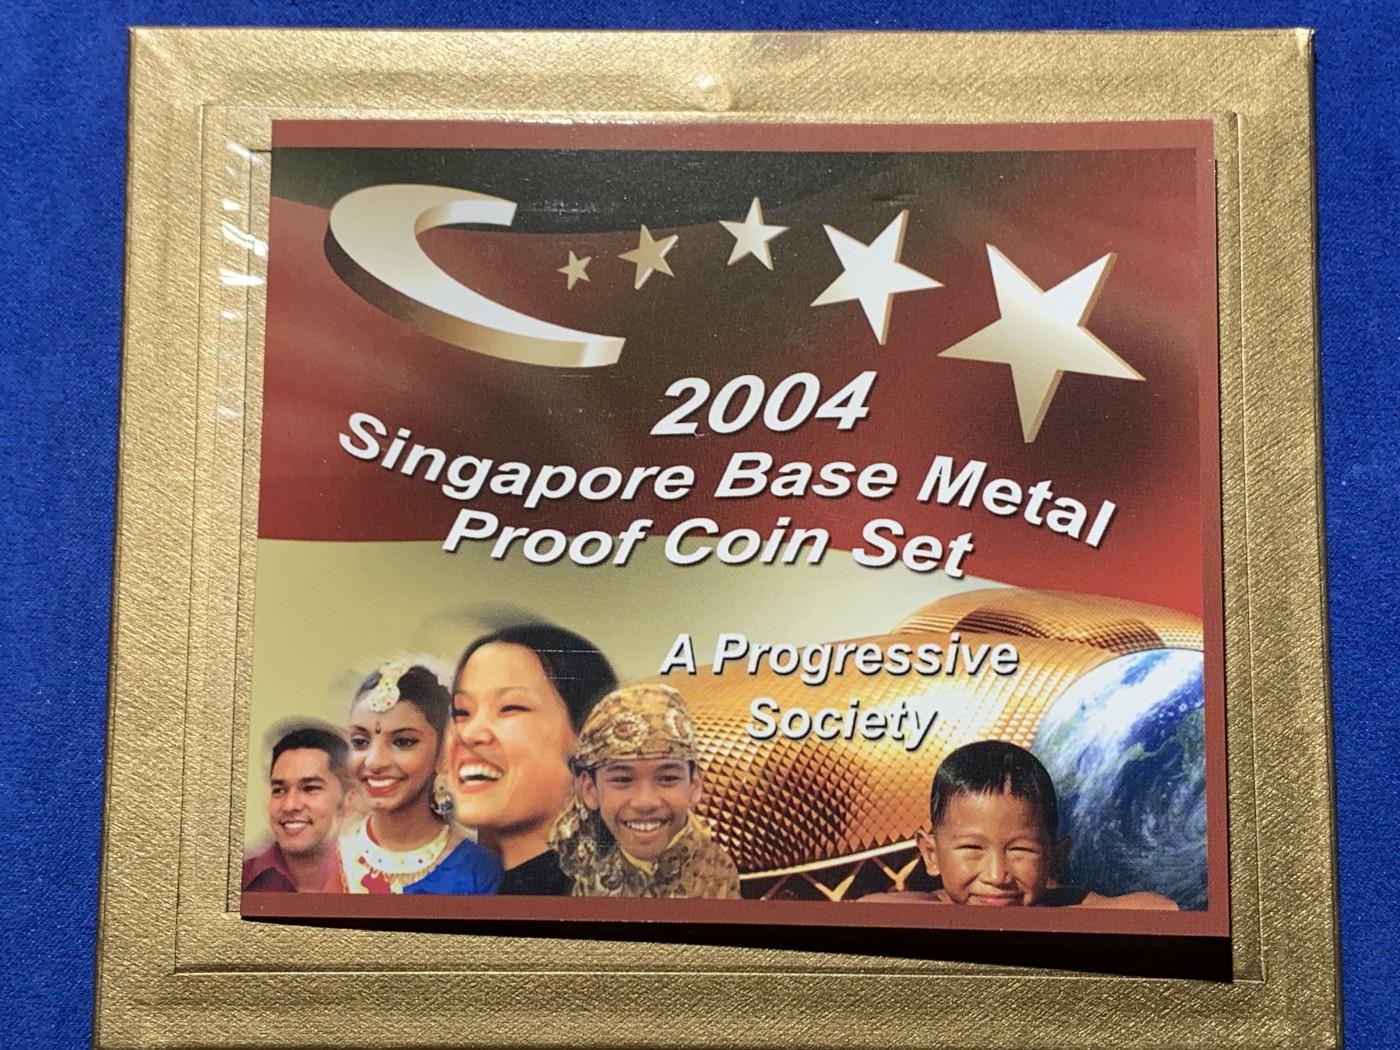 2004
Singapore Base Metal
Proof Coin Set
A Progressive
Society